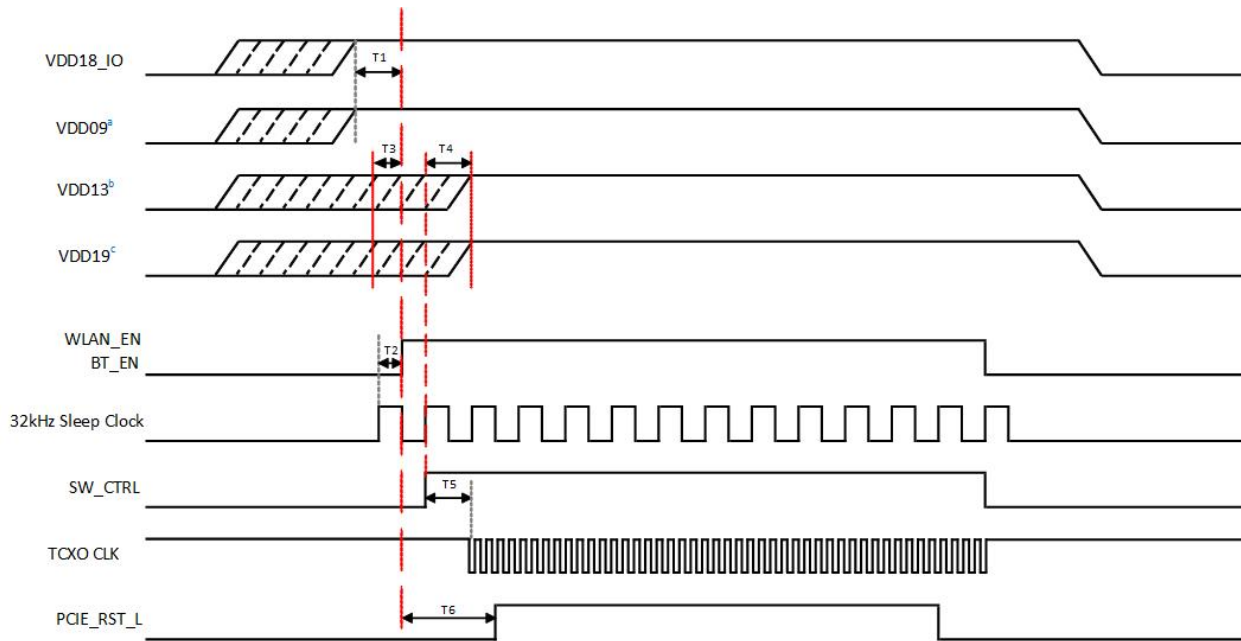 VDD18_IO
T1
VDD09ᵃ
T3
T4
VDD13ᵇ
VDD19ᶜ
WLAN_EN
BT_EN
T2
32kHz Sleep Clock
SW_CTRL
T5
TCXO CLK
PCIE_RST_L
T6